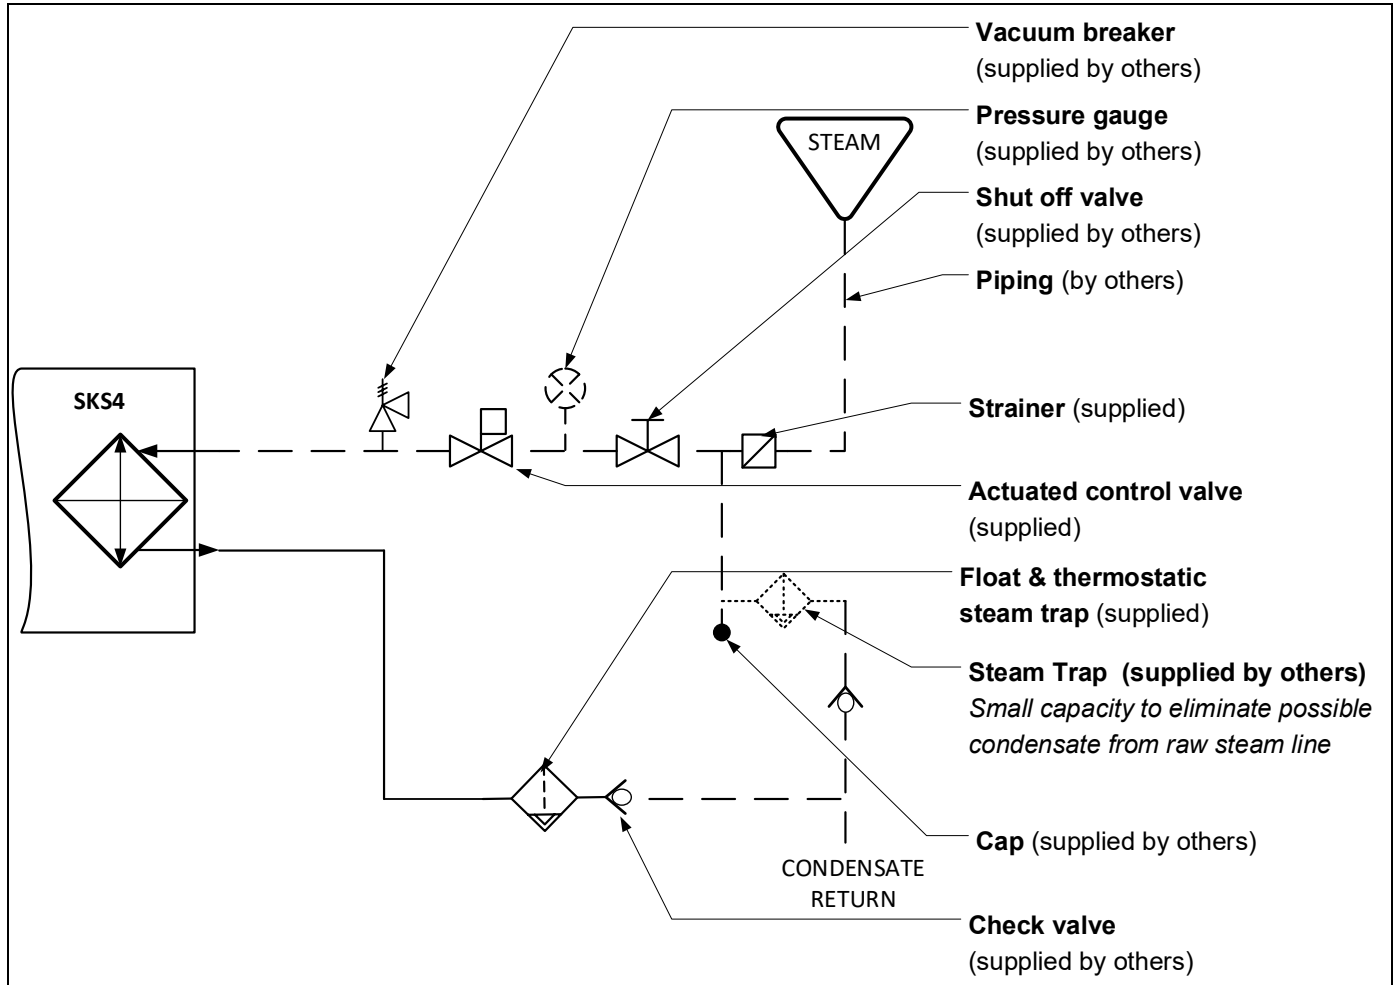 Vacuum breaker
(supplied by others)
Pressure gauge
(supplied by others)
STEAM
Shut off valve
(supplied by others)
Piping (by others)
SKS4
Strainer (supplied)
Actuated control valve
(supplied)
Float & thermostatic
steam trap (supplied)
Steam Trap (supplied by others)
Small capacity to eliminate possible
condensate from raw steam line
Cap (supplied by others)
CONDENSATE
RETURN
Check valve
(supplied by others)